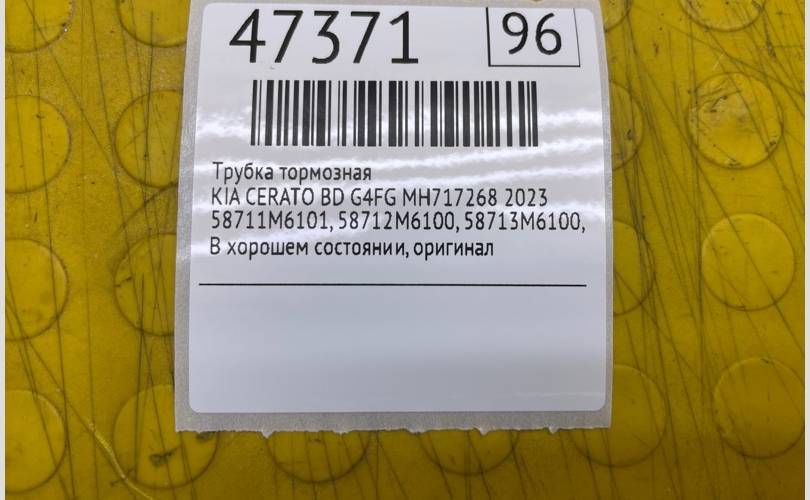 47371
96
Трубка тормозная
KIA CERATO BD G4FG MH717268 2023
58711M6101, 58712M6100, 58713M6100,
В хорошем состоянии, оригинал